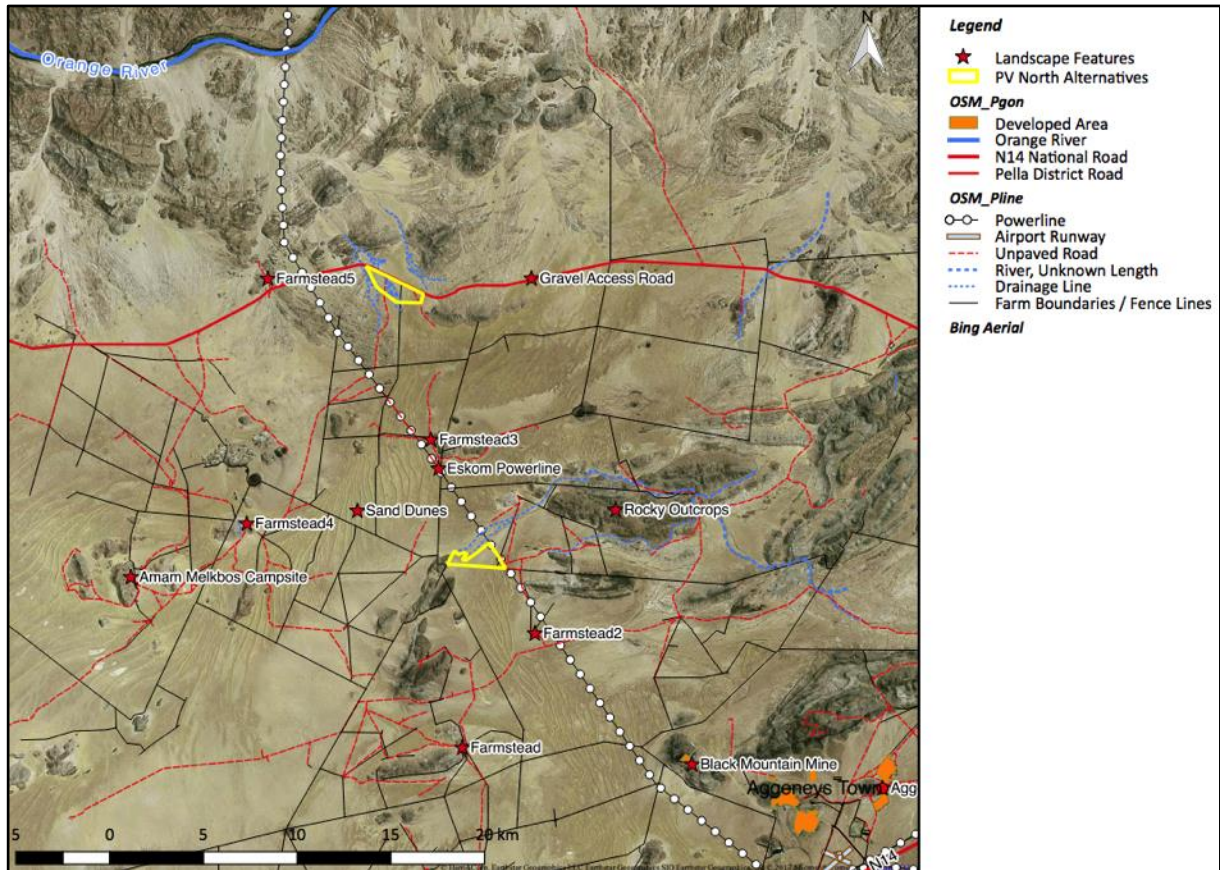 N
Orange River
Farmstead5
Gravel Access Road
Farmstead3
Eskom Powerline
Sand Dunes
Rocky Outcrops
Farmstead4
Amam Melkbos Campsite
Farmstead2
Farmstead
Black Mountain Mine
Aggeneys Town
Agg
N14
5 0 5 10 15 20 km
Legend
Landscape Features
PV North Alternatives
OSM_Pgon
Developed Area
Orange River
N14 National Road
Pella District Road
OSM_Pline
Powerline
Airport Runway
Unpaved Road
River, Unknown Length
Drainage Line
Farm Boundaries / Fence Lines
Bing Aerial